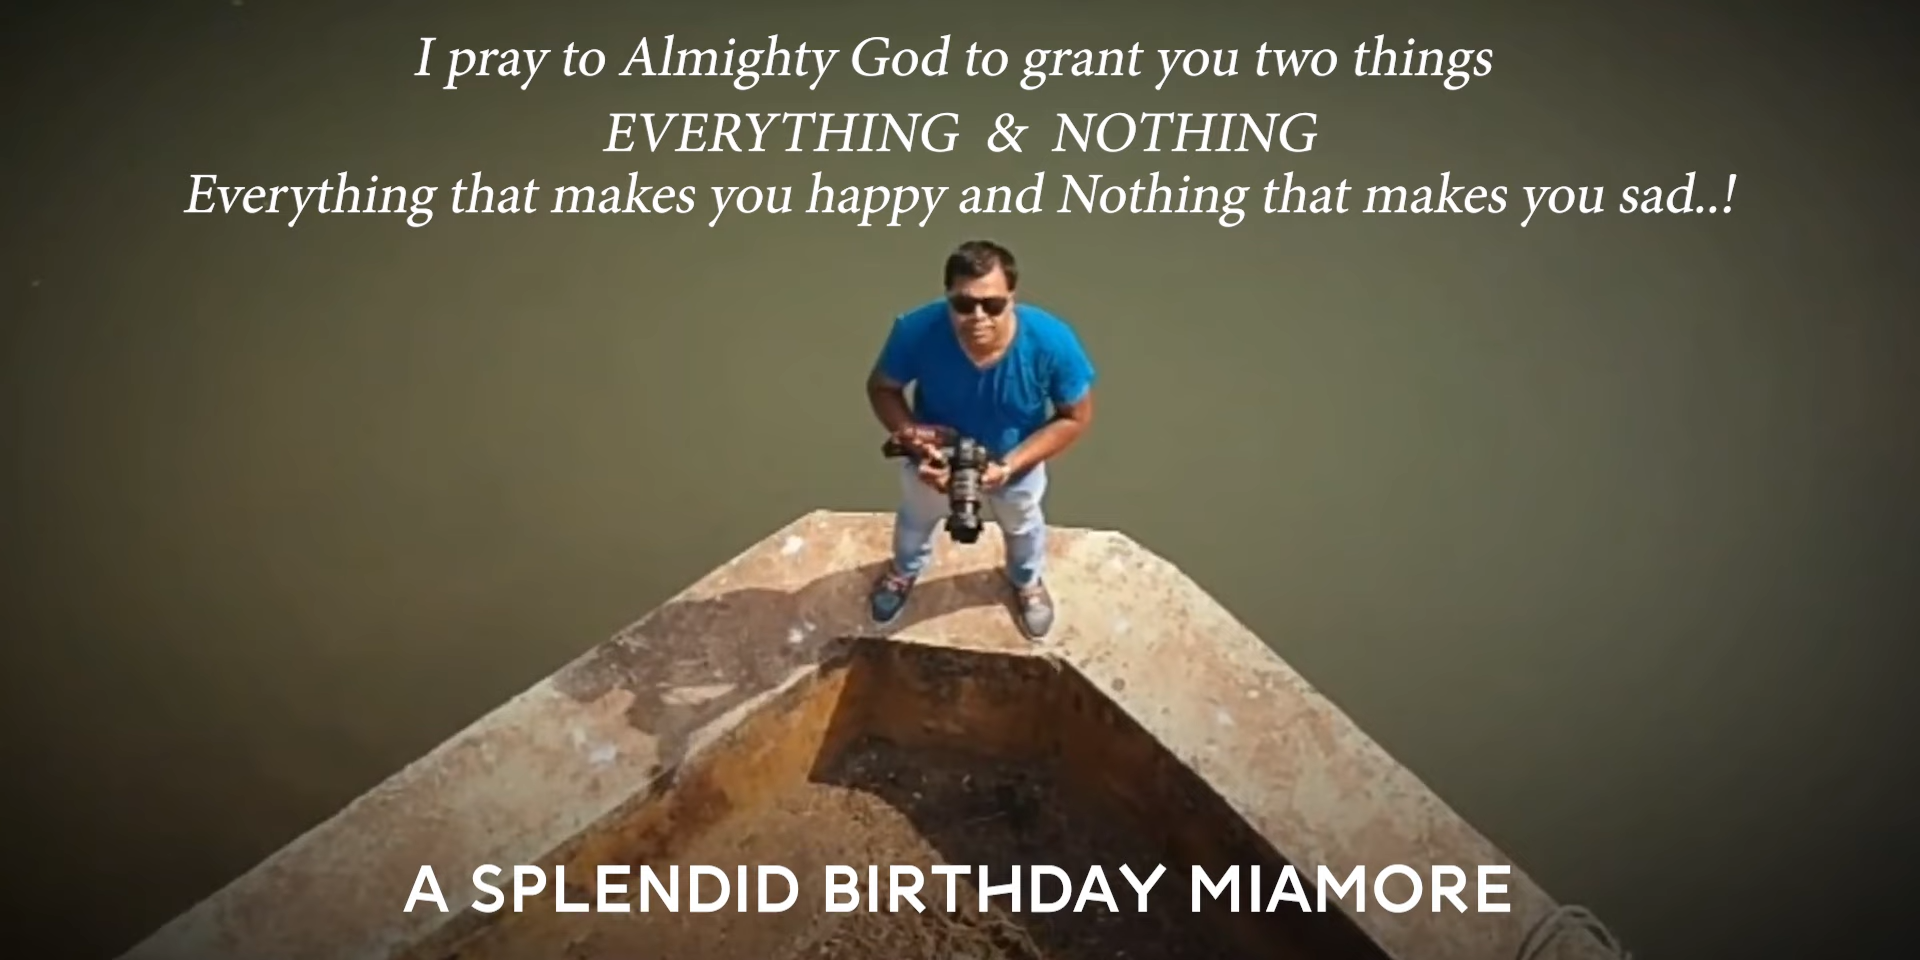 I pray to Almighty God to grant you two things
EVERYTHING & NOTHING
Everything that makes you happy and Nothing that makes you sad..!
A SPLENDID BIRTHDAY MIAMORE